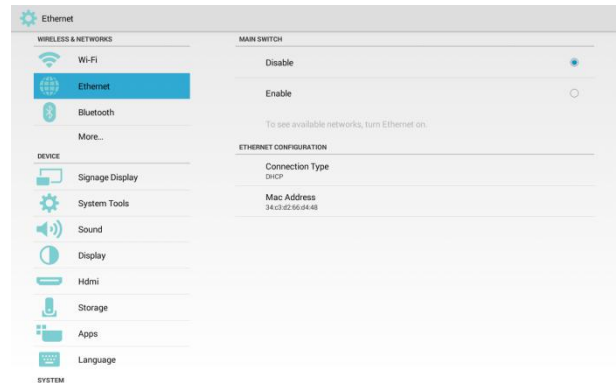 Ethernet
WIRELESS & NETWORKS
Wi-Fi
Ethernet
Bluetooth
More...
DEVICE
Signage Display
System Tools
Sound
Display
Hdmi
Storage
Apps
Language
SYSTEM
MAIN SWITCH
Disable
Enable
To see available networks, turn Ethernet on.
ETHERNET CONFIGURATION
Connection Type
DHCP
Mac Address
34:c3:d2:66:d4:48